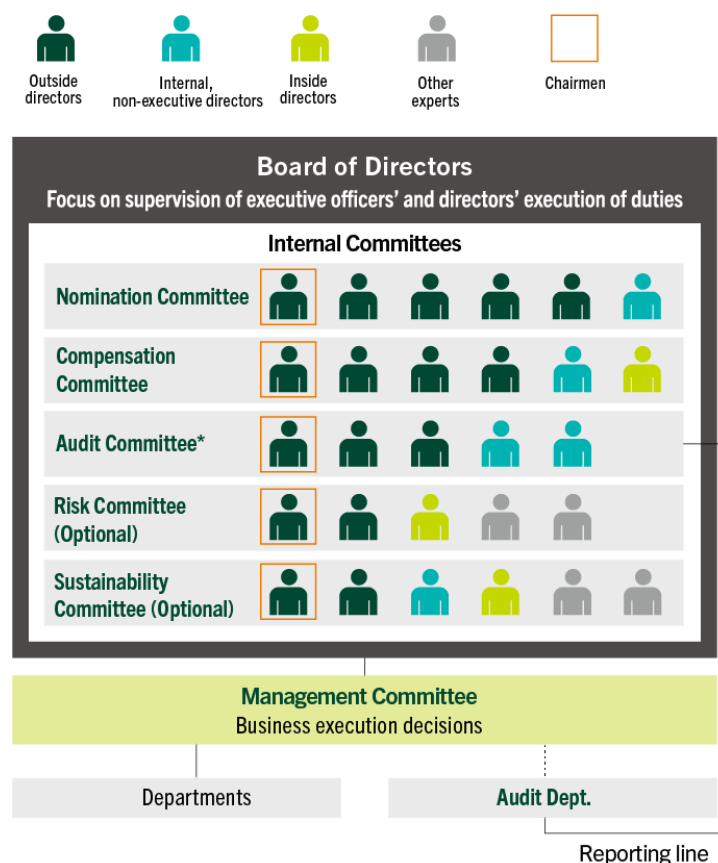 Outside
directors
Internal,
non-executive directors
Inside
directors
Other
experts
Chairmen
Board of Directors
Focus on supervision of executive officers' and directors' execution of duties
Internal Committees
Nomination Committee
Compensation
Committee
Audit Committee*
Risk Committee
(Optional)
Sustainability
Committee (Optional)
Management Committee
Business execution decisions
Departments
Audit Dept.
Reporting line